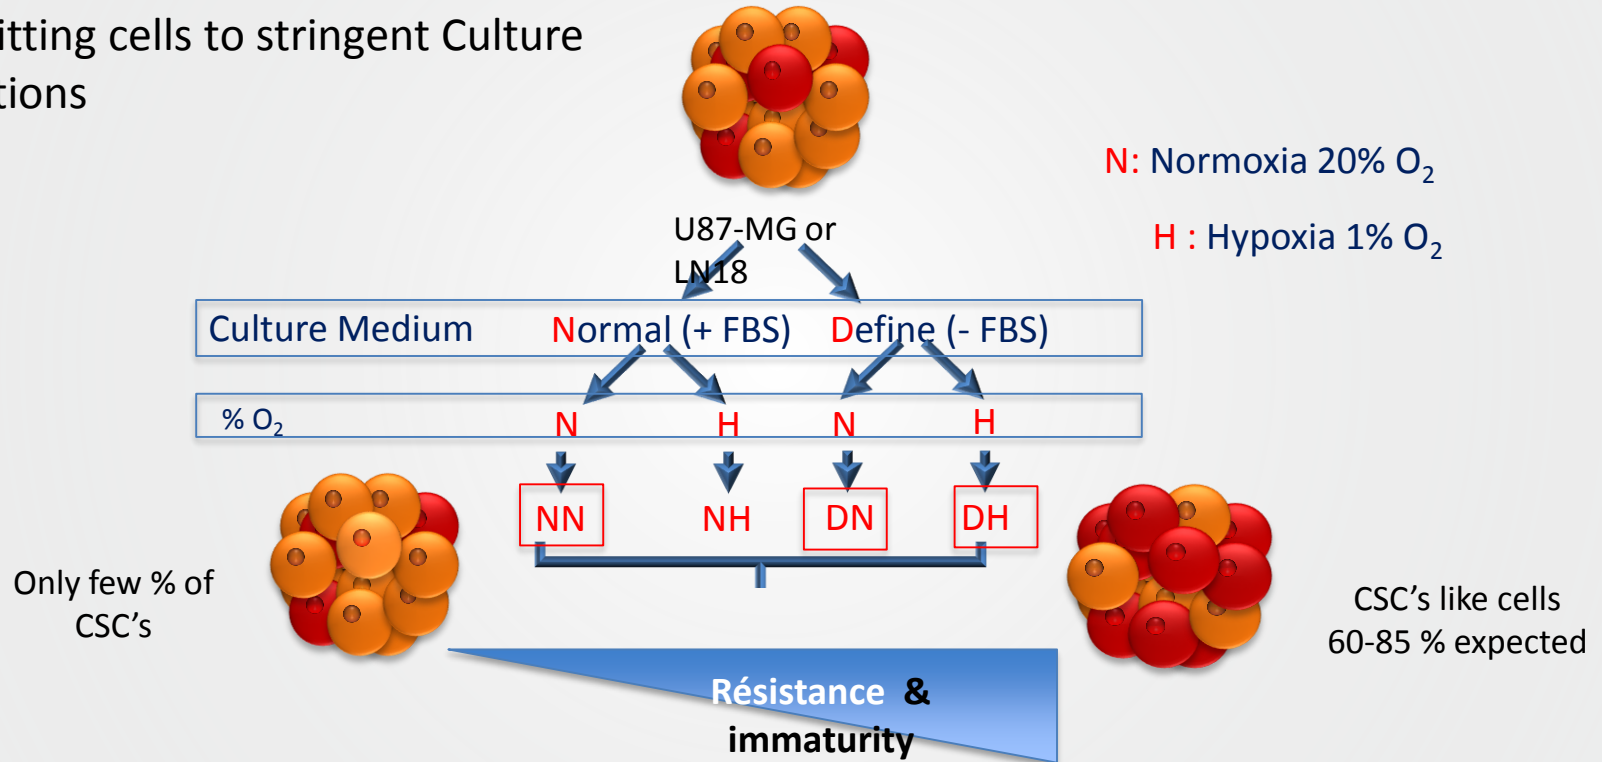 itting cells to stringent Culture
tions
N: Normoxia 20% O₂
H : Hypoxia 1% O₂
U87-MG or
LN18
Culture Medium Normal (+ FBS) Define (- FBS)
% O₂ N H N H
NN NH DN DH
Only few % of
CSC’s
CSC’s like cells
60-85 % expected
Résistance &
immaturity